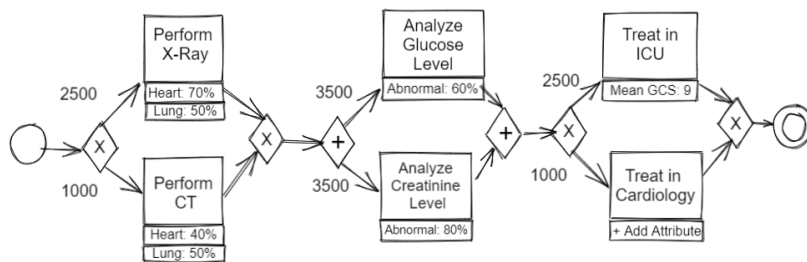 Perform
X-Ray
Heart: 70%
Lung: 50%
2500
X
1000
Perform
CT
Heart: 40%
Lung: 50%
X
+
3500
3500
Analyze
Glucose
Level
Abnormal: 60%
Analyze
Creatinine
Level
Abnormal: 80%
+
X
2500
1000
Treat in
ICU
Mean GCS: 9
Treat in
Cardiology
+ Add Attribute
X